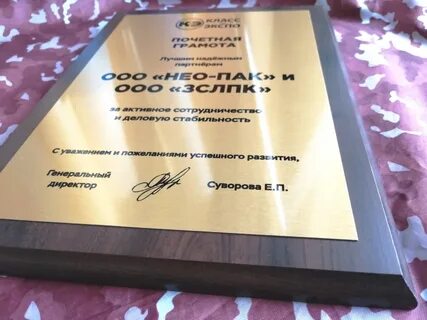 КЭ КЛАСС
ЭКСПО
ПОЧЕТНАЯ
ГРАМОТА
Лучшим надёжным
партнёрам
ООО «НЕО-ПАК» и
ООО «ЗСЛПК»
за активное сотрудничество
и деловую стабильность
С уважением и пожеланиями успешного развития,
Генеральный
директор
Суворова Е.П.